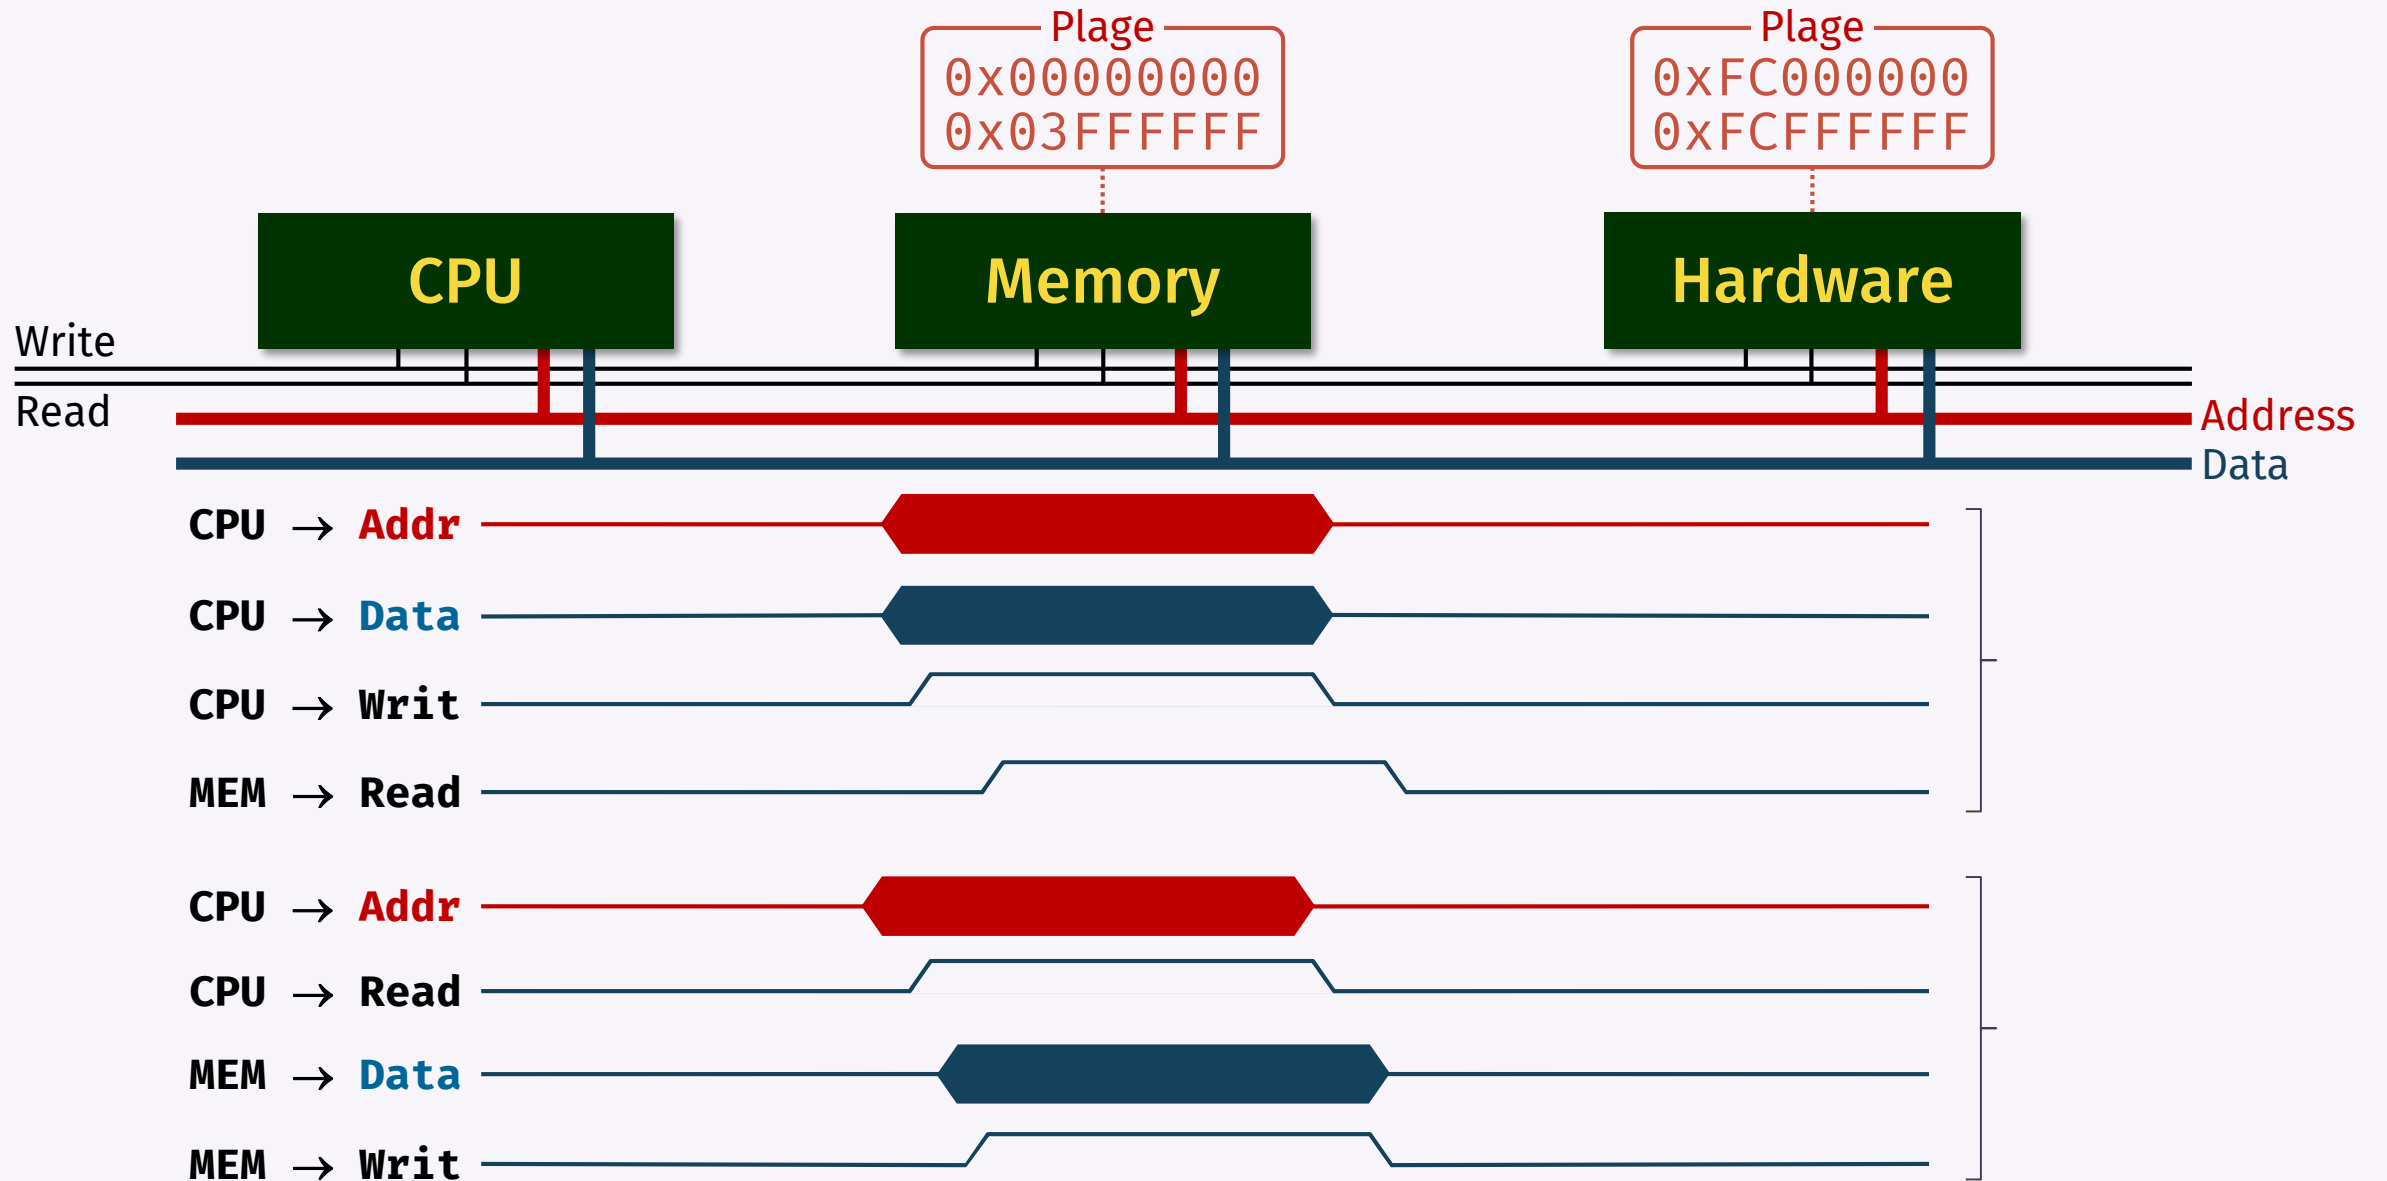 Plage
0x00000000
0x03FFFFFF
Plage
0xFC000000
0xFCFFFFFF
CPU
Memory
Hardware
Write
Read
Address
Data
CPU → Addr
CPU → Data
CPU → Writ
MEM → Read
CPU → Addr
CPU → Read
MEM → Data
MEM → Writ